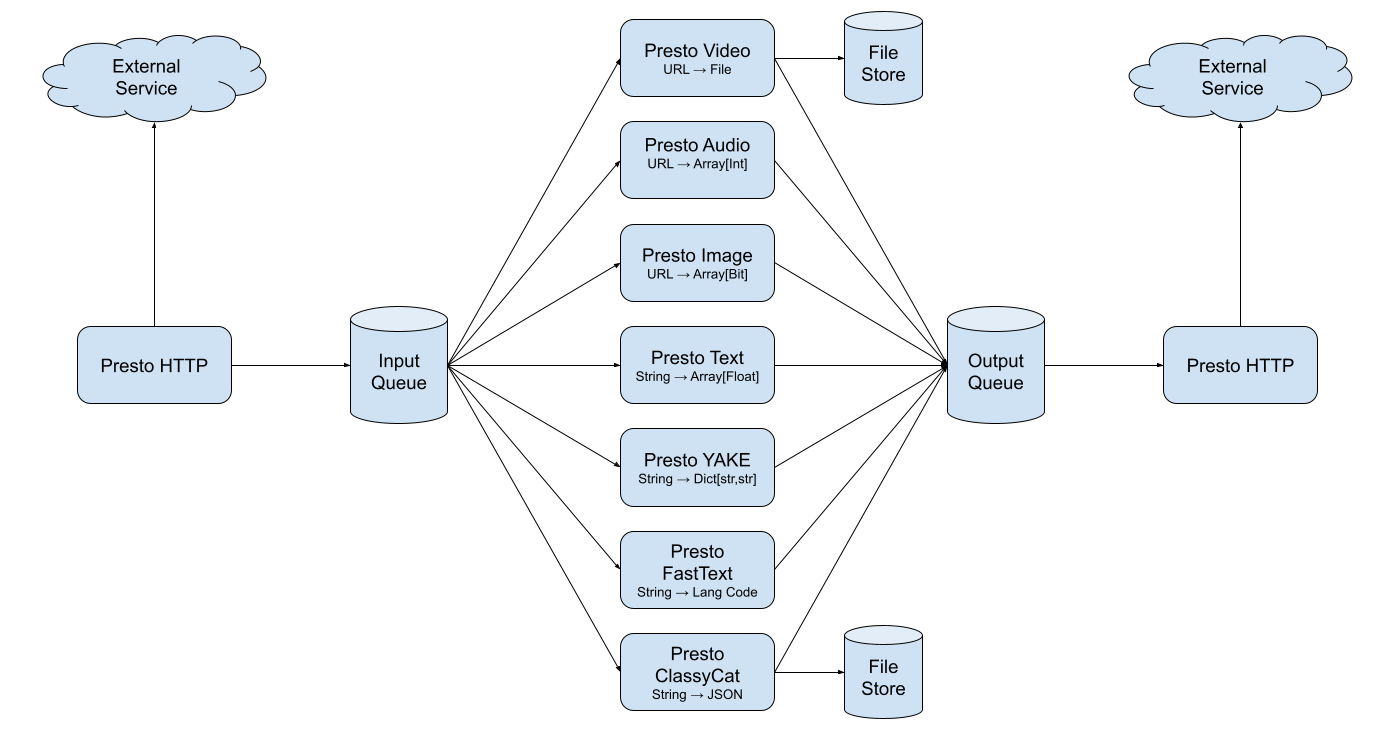 External
Service
Presto HTTP
Input
Queue
Presto Video
URL → File
Presto Audio
URL → Array[Int]
Presto Image
URL → Array[Bit]
Presto Text
String → Array[Float]
Presto YAKE
String → Dict[str,str]
Presto
FastText
String → Lang Code
Presto
ClassyCat
String → JSON
File
Store
File
Store
Output
Queue
External
Service
Presto HTTP